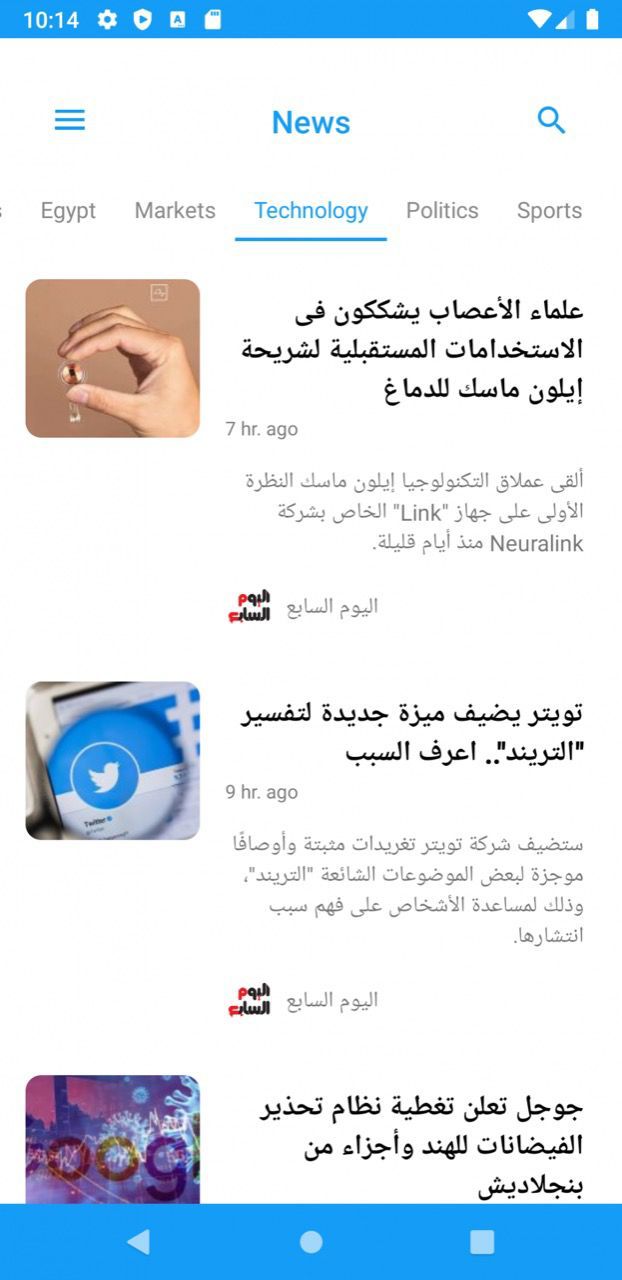 10:14
News
Egypt Markets Technology Politics Sports
علماء الأعصاب يشككون فى
الاستخدامات المستقبلية لشريحة
إيلون ماسك للدماغ
7 hr. ago
ألقى عملاق التكنولوجيا إيلون ماسك النظرة
الأولى على جهاز "Link" الخاص بشركة
Neuralink منذ أيام قليلة.
اليوم السابع
اليوم
السابع
تويتر يضيف ميزة جديدة لتفسير
"التريند".. اعرف السبب
9 hr. ago
ستضيف شركة تويتر تغريدات مثبتة وأوصافًا
موجزة لبعض الموضوعات الشائعة "التريند"،
وذلك لمساعدة الأشخاص على فهم سبب
انتشارها.
Twitter
اليوم السابع
اليوم
السابع
جوجل تعلن تغطية نظام تحذير
الفيضانات للهند وأجزاء من
بنجلاديش